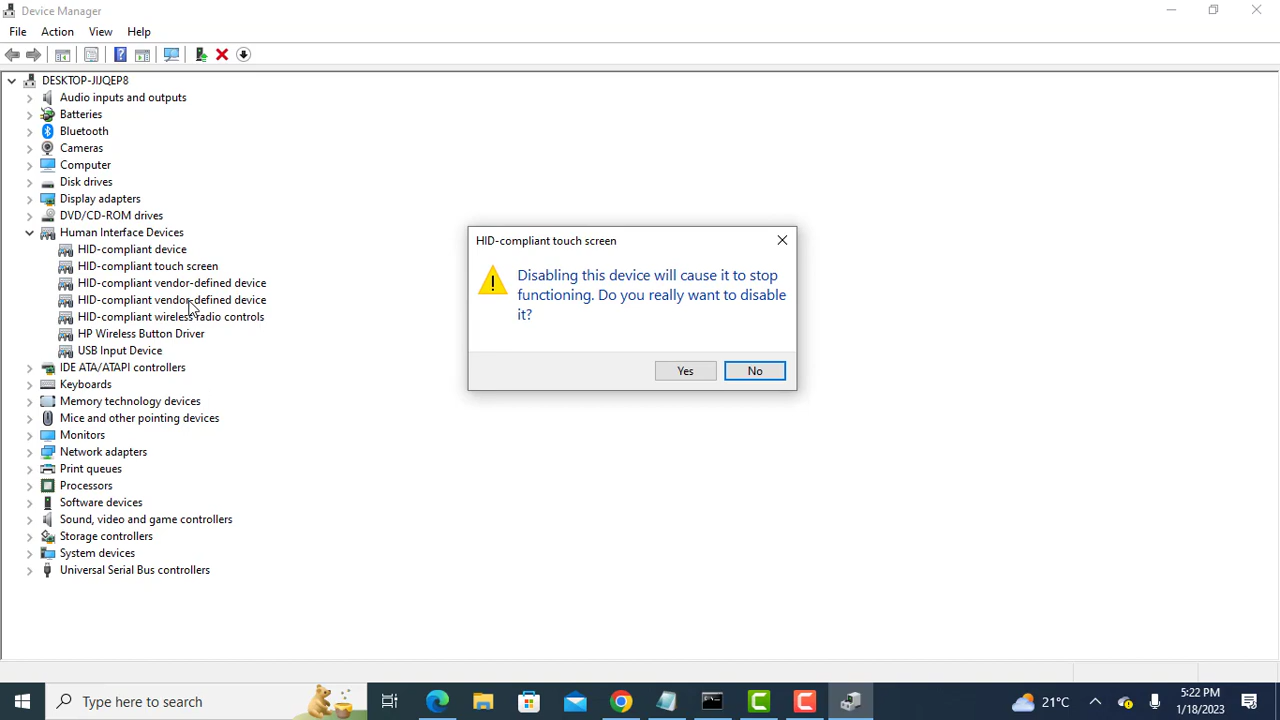 Device Manager
File Action View Help
DESKTOP-JIJQEP8
Audio inputs and outputs
Batteries
Bluetooth
Cameras
Computer
Disk drives
Display adapters
DVD/CD-ROM drives
Human Interface Devices
HID-compliant device
HID-compliant touch screen
HID-compliant vendor-defined device
HID-compliant vendor-defined device
HID-compliant wireless radio controls
HP Wireless Button Driver
USB Input Device
IDE ATA/ATAPI controllers
Keyboards
Memory technology devices
Mice and other pointing devices
Monitors
Network adapters
Print queues
Processors
Software devices
Sound, video and game controllers
Storage controllers
System devices
Universal Serial Bus controllers
HID-compliant touch screen
Disabling this device will cause it to stop
functioning. Do you really want to disable
it?
Yes No
Type here to search
21°C
5:22 PM
1/18/2023